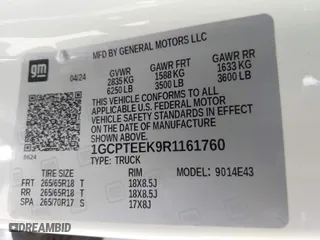 MFD BY GENERAL MOTORS LLC
gm
04/24
GVWR GAWR FRT GAWR RR
2835 KG 1588 KG 1633 KG
6250 LB 3500 LB 3600 LB
THIS VEHICLE CONFORMS TO ALL
APPLICABLE U.S. FEDERAL MOTOR
VEHICLE SAFETY STANDARDS IN
EFFECT ON THE DATE OF
MANUFACTURE SHOWN ABOVE.
1GCPTEEK9R1161760
TYPE: TRUCK
TIRE SIZE RIM MODEL: 9014E43
FRT 265/65R18 T 18X8.5J
RR 265/65R18 T 18X8.5J
SPA 265/70R17 S 17X8J
DREAMBID